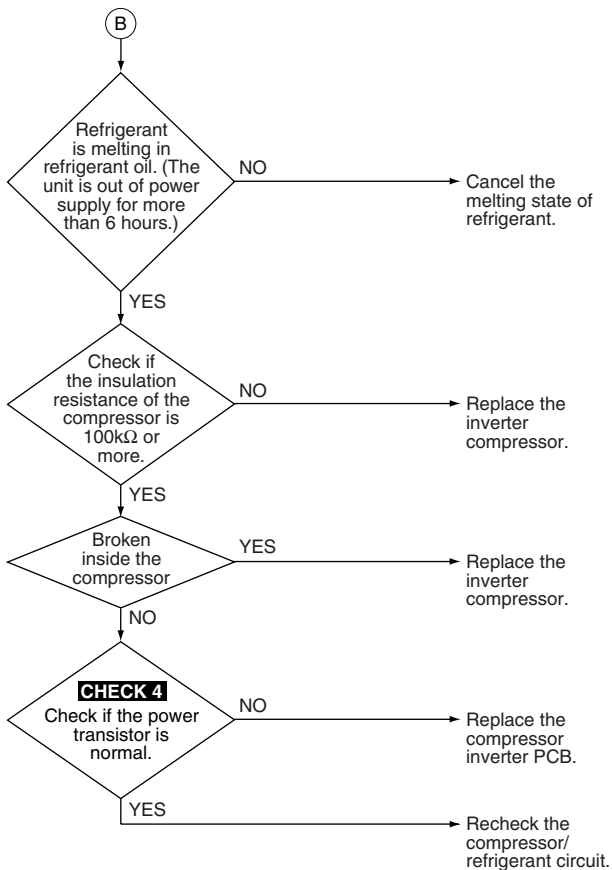 B
Refrigerant
is melting in
refrigerant oil. (The
unit is out of power
supply for more
than 6 hours.)
NO
Cancel the
melting state of
refrigerant.
YES
Check if
the insulation
resistance of the
compressor is
100kΩ or
more.
NO
Replace the
inverter
compressor.
YES
Broken
inside the
compressor
YES
Replace the
inverter
compressor.
NO
CHECK 4
Check if the power
transistor is
normal.
NO
Replace the
compressor
inverter PCB.
YES
Recheck the
compressor/
refrigerant circuit.